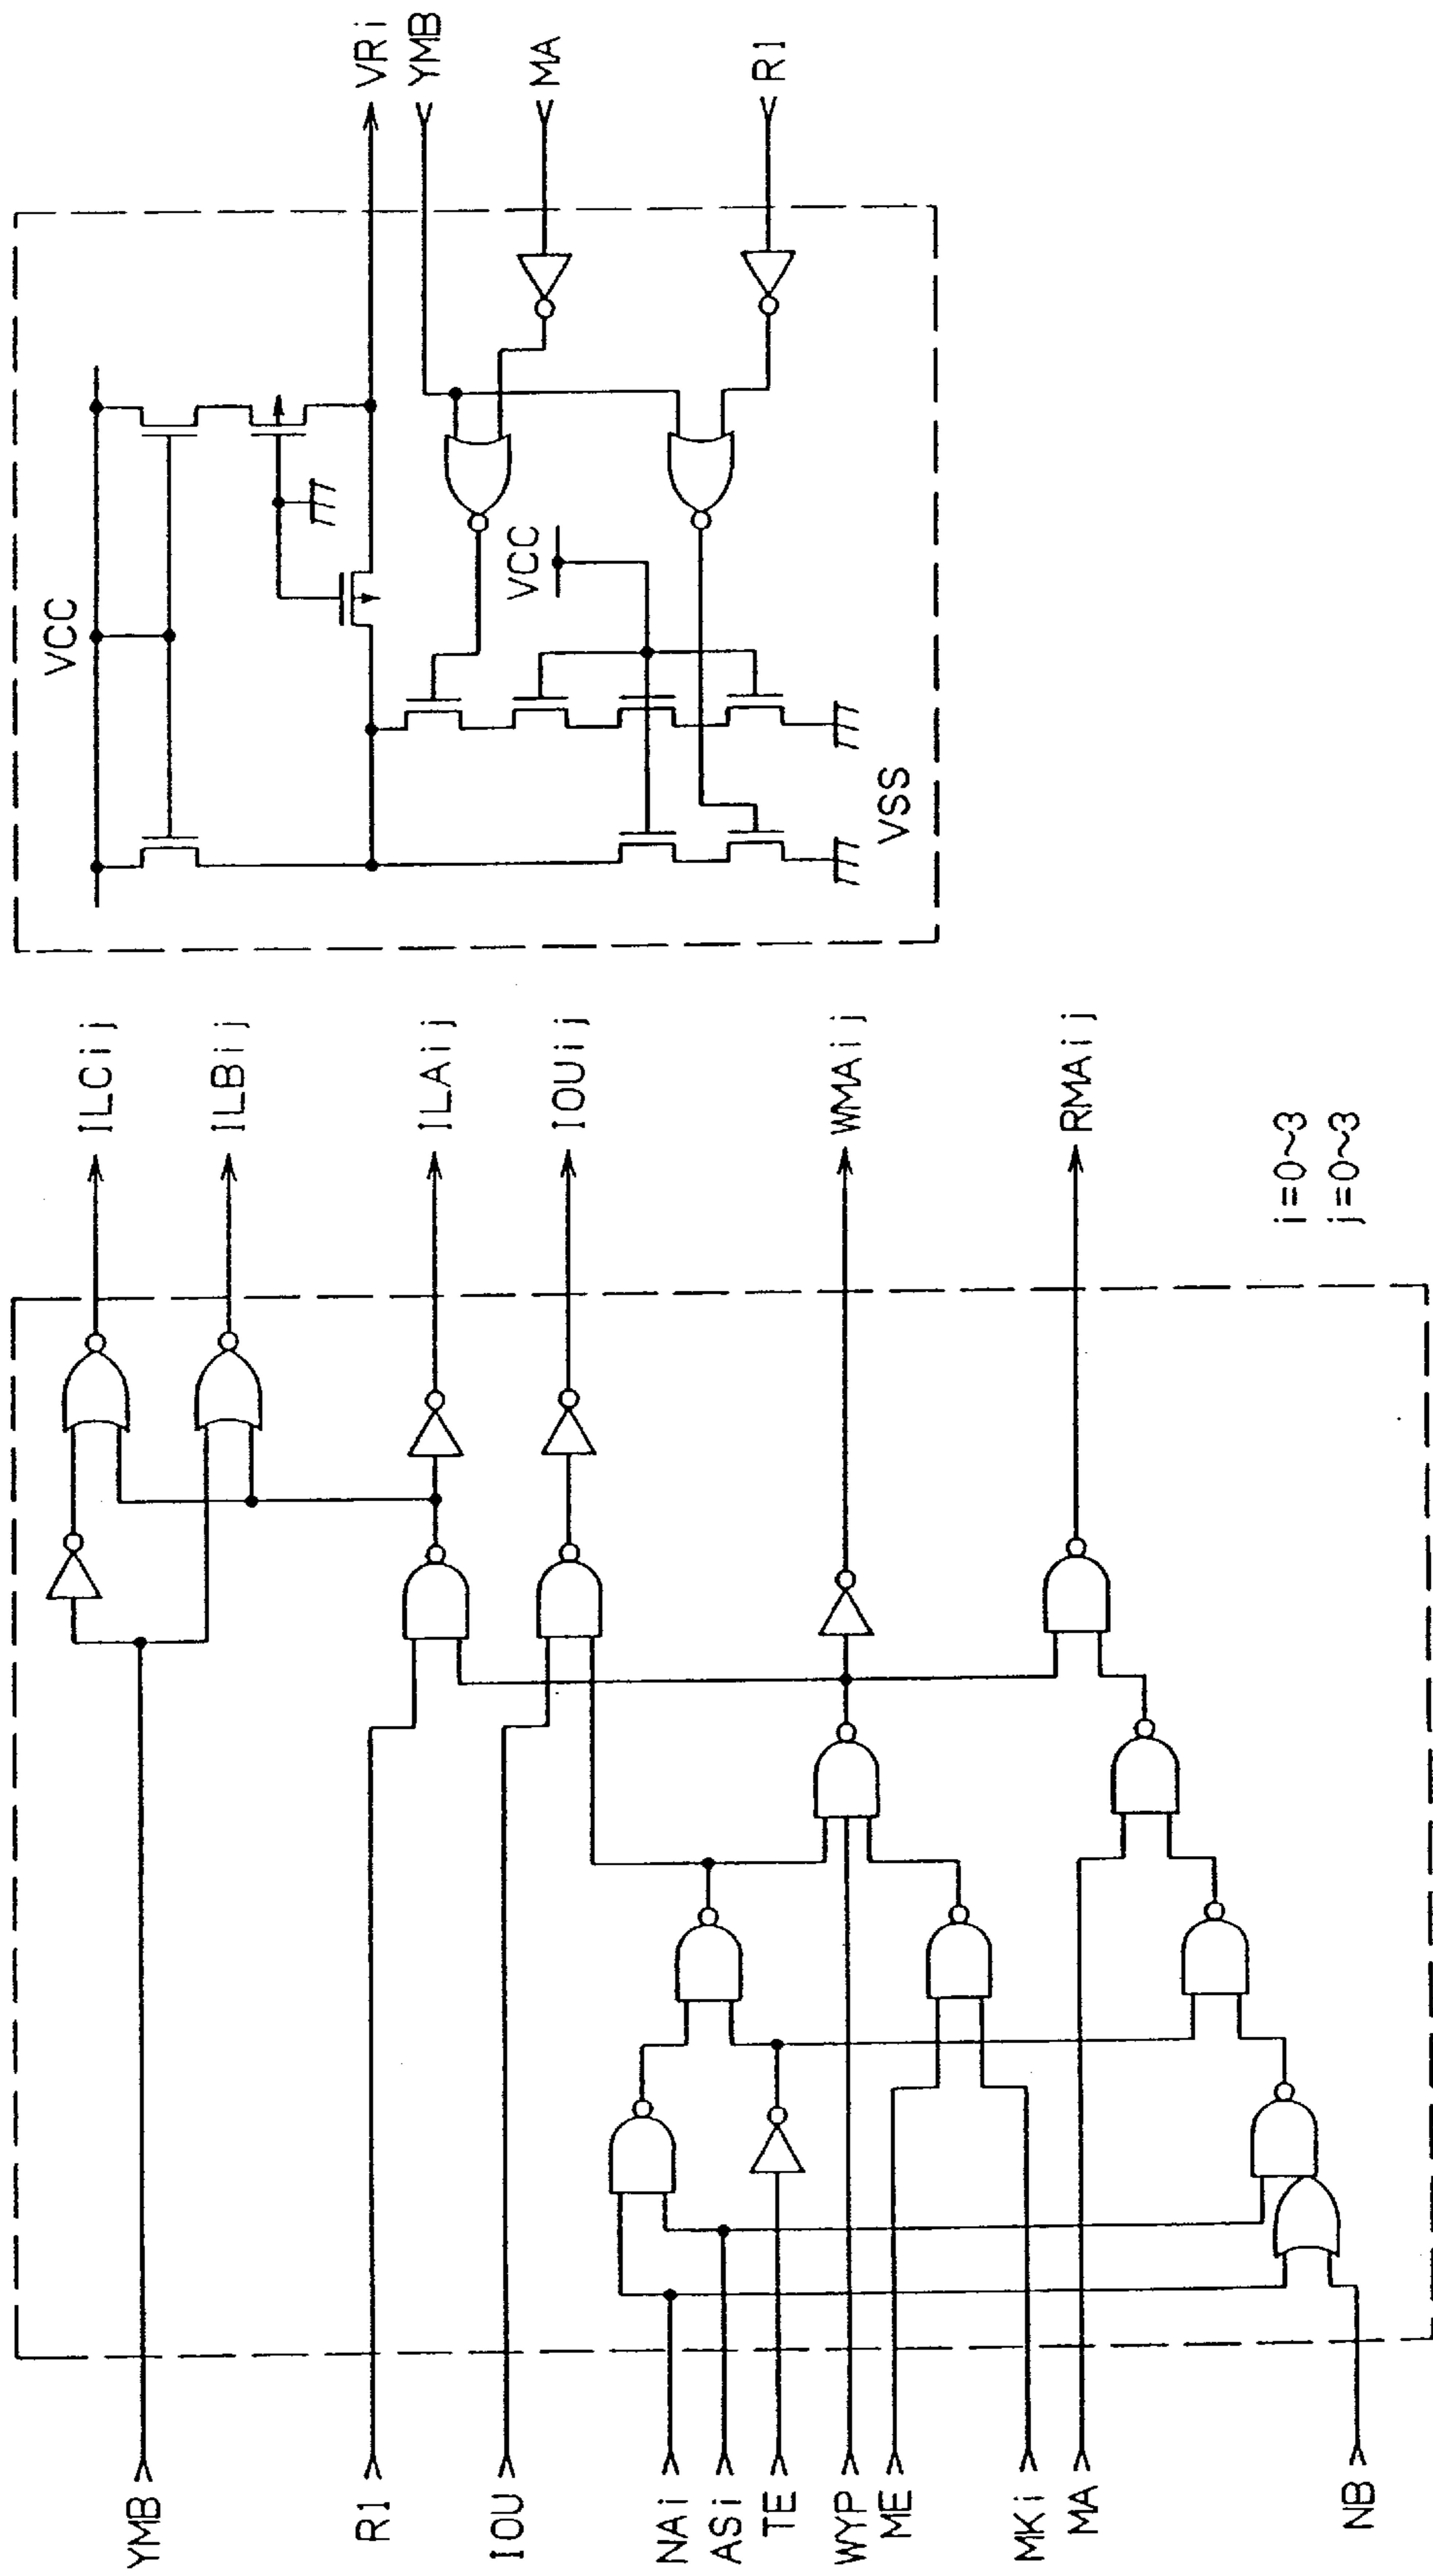 YMB
R1
IOU
NAi
ASi
TE
WYP
ME
MKi
MA
NB
ILCij
ILBij
ILAij
IOUij
WMAij
RMAij
i=0~3
j=0~3
VCC
VCC
VSS
VRi
YMB
MA
R1